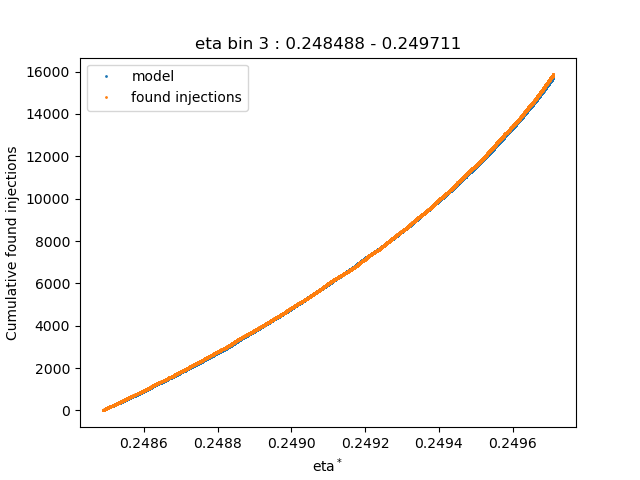 eta bin 3 : 0.248488 - 0.249711
model
found injections
Cumulative found injections
16000
14000
12000
10000
8000
6000
4000
2000
0
0.2486 0.2488 0.2490 0.2492 0.2494 0.2496
eta*